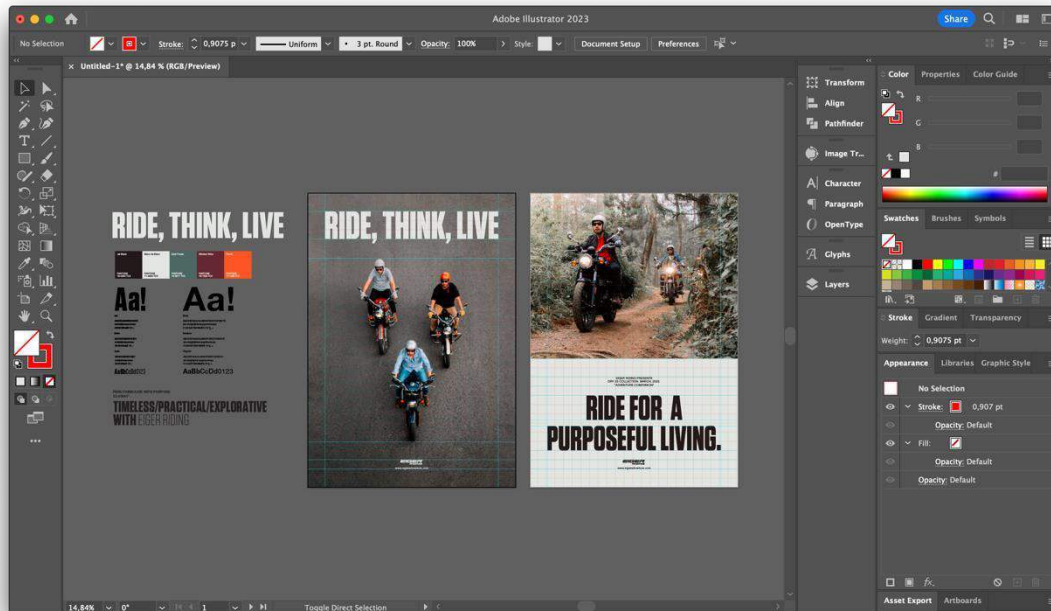 Adobe Illustrator 2023
Share
No Selection
Stroke:
0,9075 p
Uniform
3 pt. Round
Opacity:
100%
Style:
Document Setup
Preferences
Untitled-1* @ 14,84 % (RGB/Preview)
RIDE, THINK, LIVE
Aa!
Aa!
AaBbCcDd0123
AaBbCcDd0123
TIMELESS/PRACTICAL/EXPLORATIVE
WITH EIGER RIDING
RIDE, THINK, LIVE
RIDE FOR A
PURPOSEFUL LIVING.
Transform
Align
Pathfinder
Image Tr...
Character
Paragraph
OpenType
Glyphs
Layers
Color
Properties
Color Guide
R
G
B
#
Swatches
Brushes
Symbols
Stroke
Gradient
Transparency
Weight:
0,9075 pt
Appearance
Libraries
Graphic Style
No Selection
Stroke:
0,907 pt
Opacity: Default
Fill:
Opacity: Default
Opacity: Default
fx.
Asset Export
Artboards
14,84%
0°
1
Toggle Direct Selection